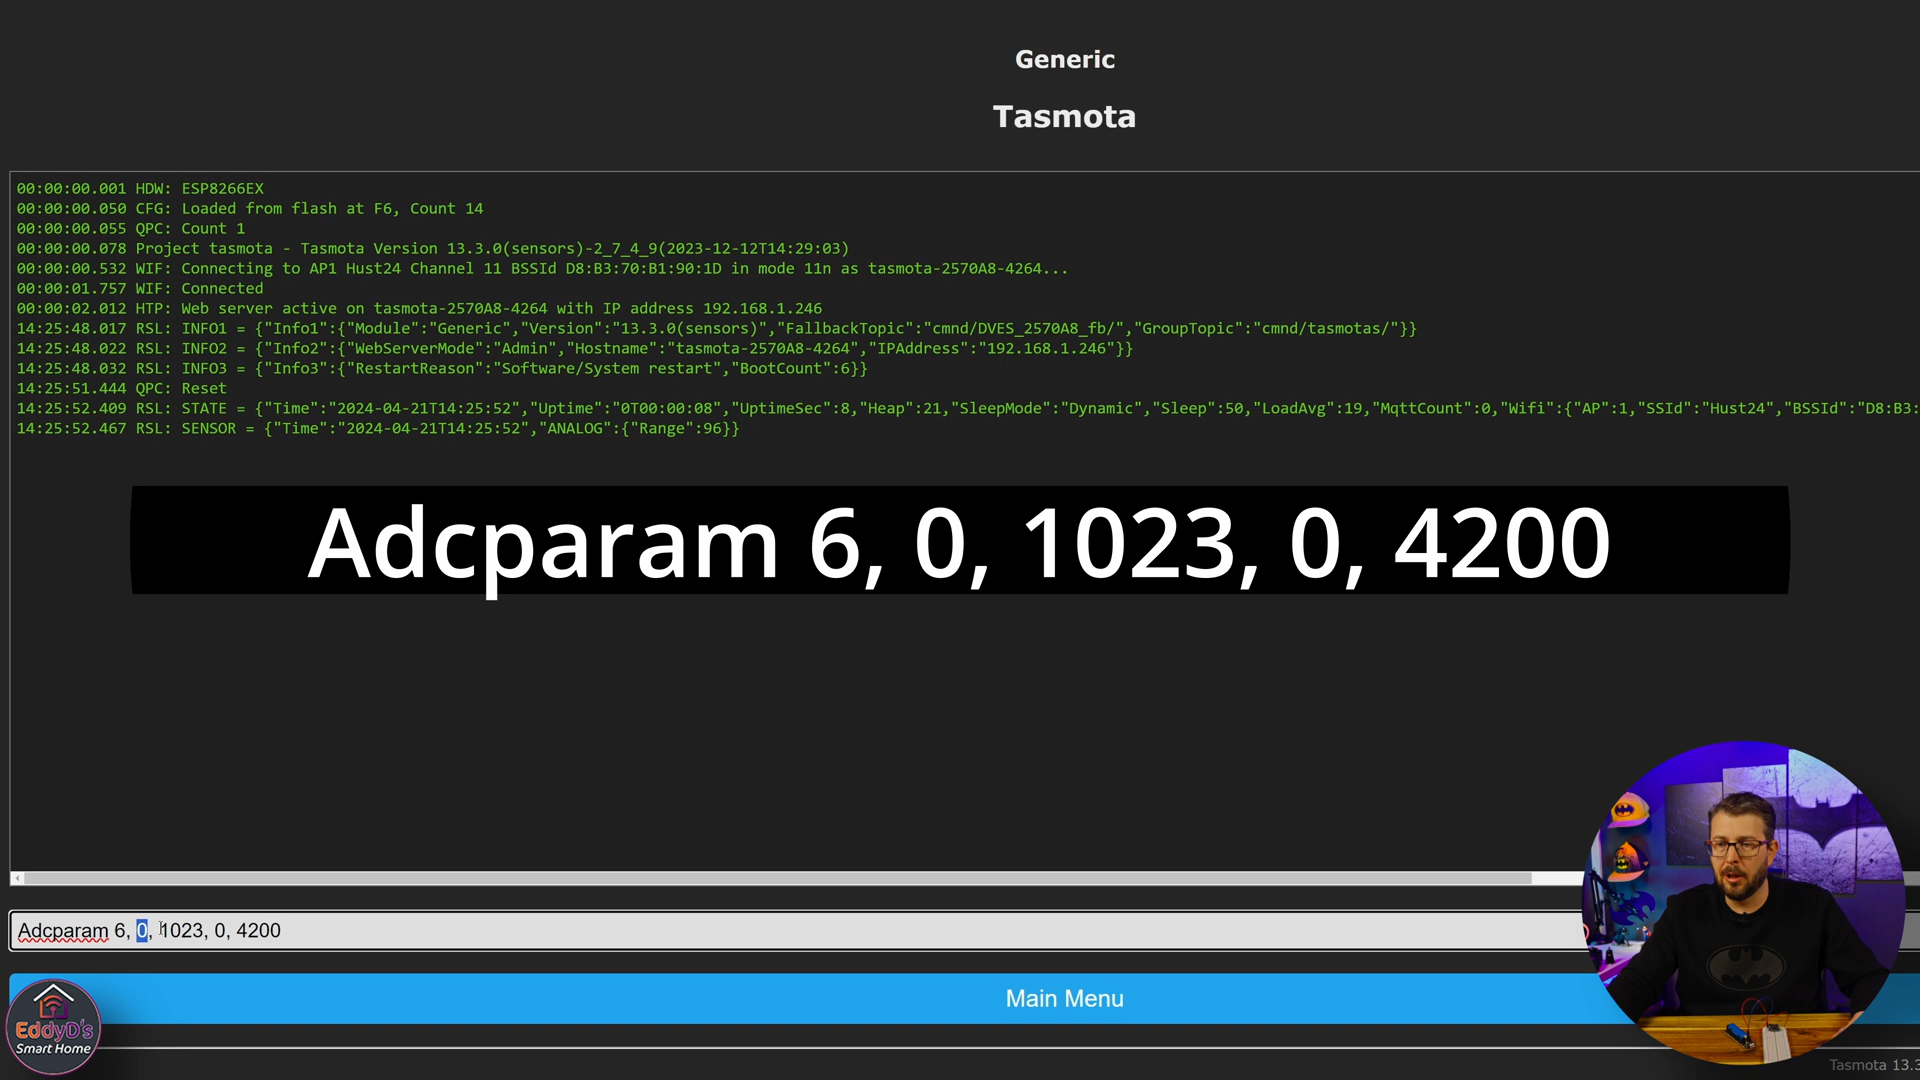 Generic
Tasmota
00:00:00.001 HDW: ESP8266EX
00:00:00.050 CFG: Loaded from flash at F6, Count 14
00:00:00.055 QPC: Count 1
00:00:00.078 Project tasmota - Tasmota Version 13.3.0(sensors)-2_7_4_9(2023-12-12T14:29:03)
00:00:00.532 WIF: Connecting to AP1 Hust24 Channel 11 BSSId D8:B3:70:B1:90:1D in mode 11n as tasmota-2570A8-4264...
00:00:01.757 WIF: Connected
00:00:02.012 HTP: Web server active on tasmota-2570A8-4264 with IP address 192.168.1.246
14:25:48.017 RSL: INFO1 = {"Info1":{"Module":"Generic","Version":"13.3.0(sensors)","FallbackTopic":"cmnd/DVES_2570A8_fb/","GroupTopic":"cmnd/tasmotas/"}}
14:25:48.022 RSL: INFO2 = {"Info2":{"WebServerMode":"Admin","Hostname":"tasmota-2570A8-4264","IPAddress":"192.168.1.246"}}
14:25:48.032 RSL: INFO3 = {"Info3":{"RestartReason":"Software/System restart","BootCount":6}}
14:25:51.444 QPC: Reset
14:25:52.409 RSL: STATE = {"Time":"2024-04-21T14:25:52","Uptime":"0T00:00:08","UptimeSec":8,"Heap":21,"SleepMode":"Dynamic","Sleep":50,"LoadAvg":19,"MqttCount":0,"Wifi":{"AP":1,"SSId":"Hust24","BSSId":"D8:B3:
14:25:52.467 RSL: SENSOR = {"Time":"2024-04-21T14:25:52","ANALOG":{"Range":96}}
Adcparam 6, 0, 1023, 0, 4200
Adcparam 6, 0, 1023, 0, 4200
Main Menu
EddyD's
Smart Home
Tasmota 13.3